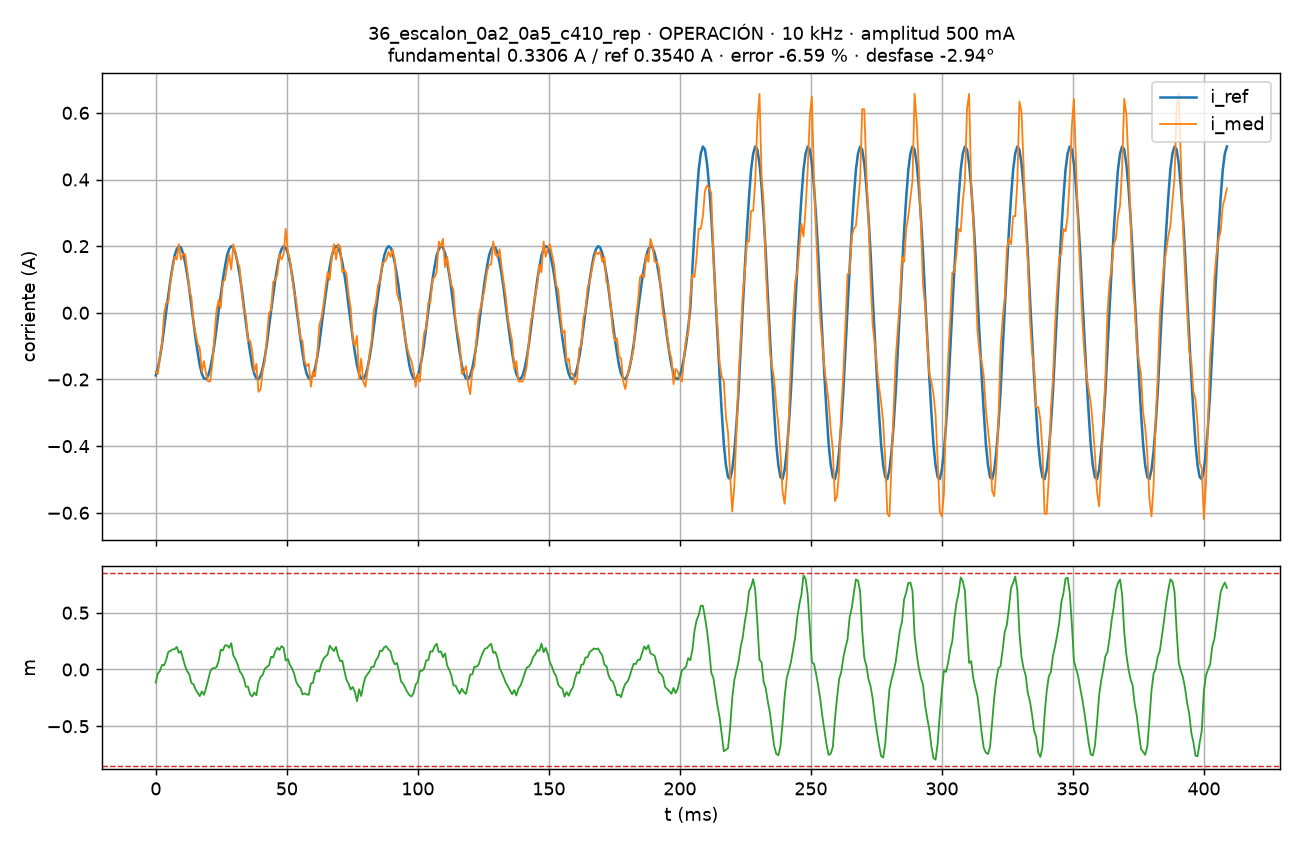 36_escalon_0a2_0a5_c410_rep · OPERACIÓN · 10 kHz · amplitud 500 mA
fundamental 0.3306 A / ref 0.3540 A · error -6.59 % · desfase -2.94°
i_ref
i_med
0.6
0.4
0.2
0.0
−0.2
−0.4
−0.6
corriente (A)
0.5
0.0
−0.5
m
0
50
100
150
200
250
300
350
400
t (ms)